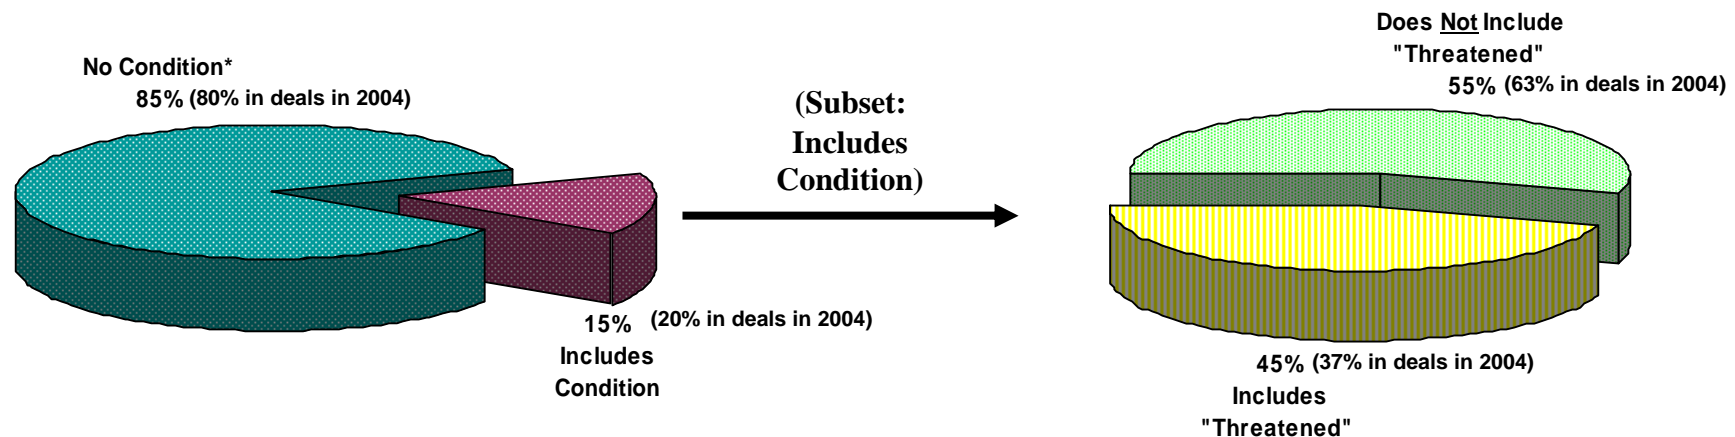 No Condition*
85% (80% in deals in 2004)
15% (20% in deals in 2004)
Includes
Condition
(Subset:
Includes
Condition)
Does Not Include
"Threatened"
55% (63% in deals in 2004)
45% (37% in deals in 2004)
Includes
"Threatened"